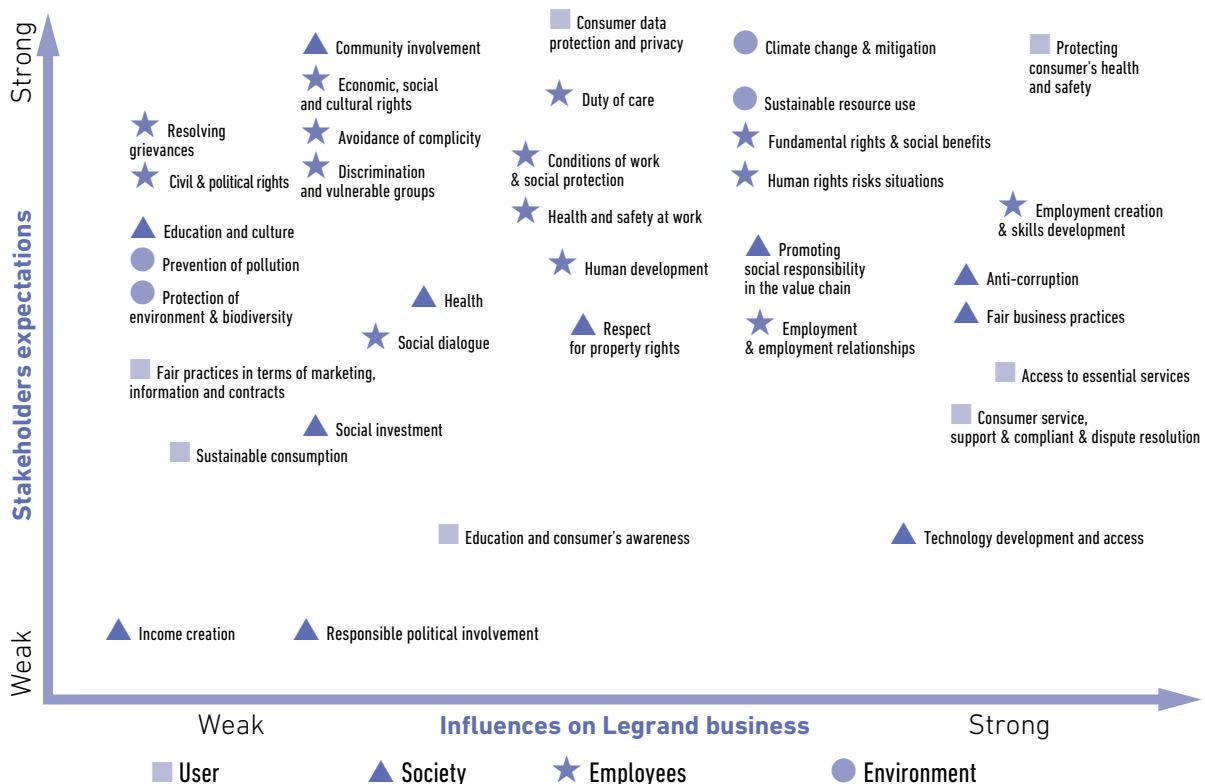 Strong
Stakeholders expectations
Weak
Community involvement
Economic, social
and cultural rights
Resolving
grievances
Avoidance of complicity
Civil & political rights
Discrimination
and vulnerable groups
Education and culture
Prevention of pollution
Protection of
environment & biodiversity
Health
Social dialogue
Fair practices in terms of marketing,
information and contracts
Social investment
Sustainable consumption
Consumer data
protection and privacy
Duty of care
Conditions of work
& social protection
Health and safety at work
Human development
Respect
for property rights
Education and consumer's awareness
Climate change & mitigation
Sustainable resource use
Fundamental rights & social benefits
Human rights risks situations
Promoting
social responsibility
in the value chain
Employment
& employment relationships
Protecting
consumer's health
and safety
Employment creation
& skills development
Anti-corruption
Fair business practices
Access to essential services
Consumer service,
support & compliant & dispute resolution
Technology development and access
Income creation
Responsible political involvement
Weak
Influences on Legrand business
Strong
User
Society
Employees
Environment